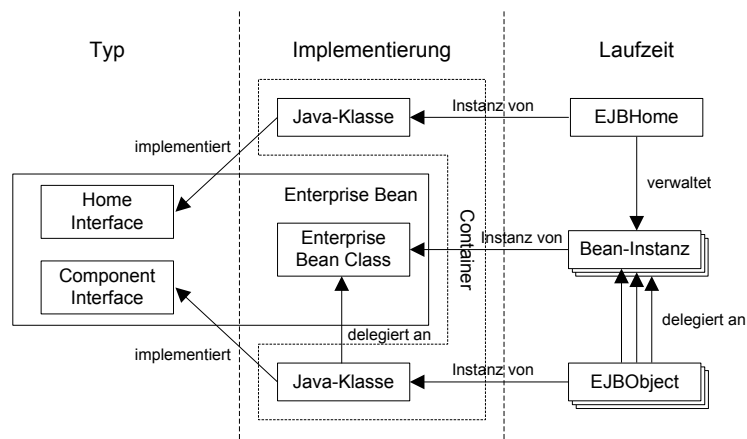 Typ
Implementierung
Laufzeit
Java-Klasse
Instanz von
EJBHome
implementiert
verwaltet
Home
Interface
Enterprise Bean
Container
Enterprise
Bean Class
Instanz von
Bean-Instanz
Component
Interface
delegiert an
delegiert an
implementiert
Java-Klasse
Instanz von
EJBObject